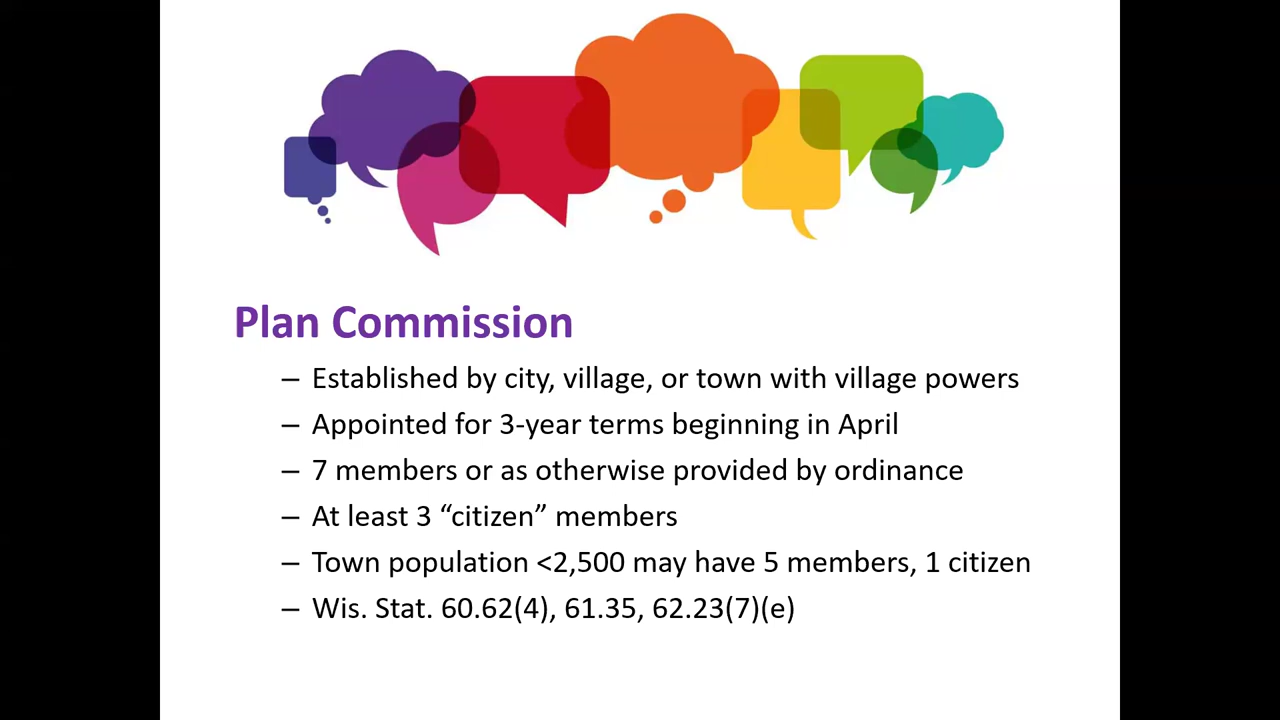 Plan Commission
– Established by city, village, or town with village powers
– Appointed for 3-year terms beginning in April
– 7 members or as otherwise provided by ordinance
– At least 3 “citizen” members
– Town population <2,500 may have 5 members, 1 citizen
– Wis. Stat. 60.62(4), 61.35, 62.23(7)(e)